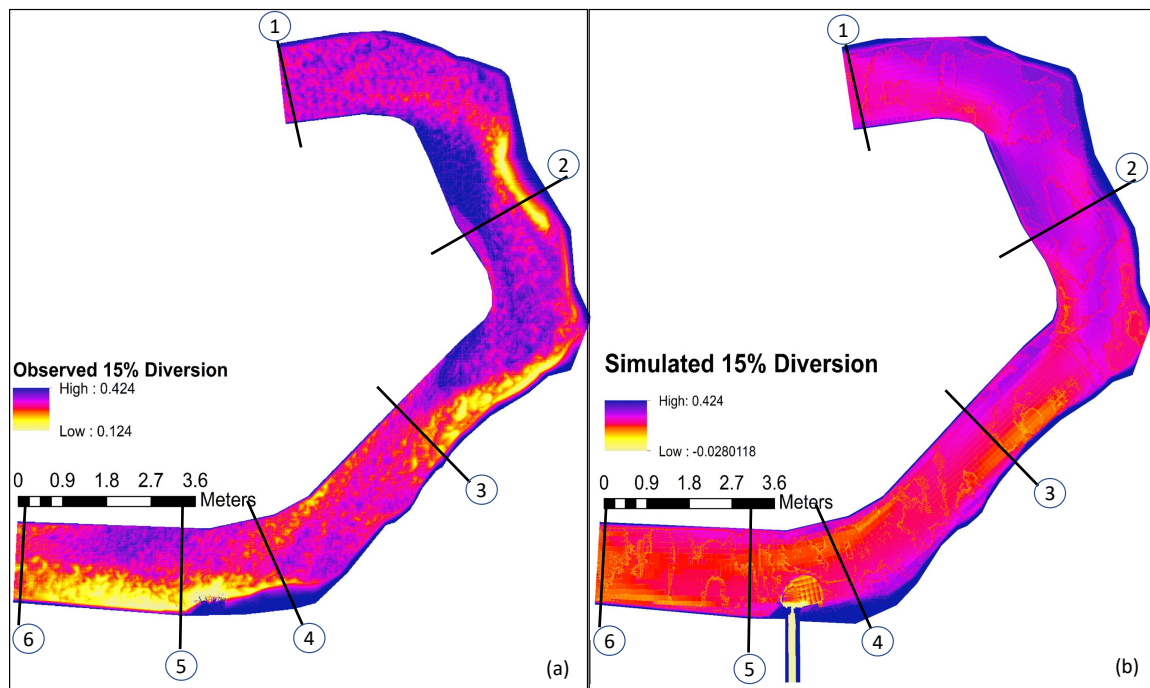 1
2
Observed 15% Diversion
High : 0.424
Low : 0.124
0 0.9 1.8 2.7 3.6
Meters
3
4
5
6
(a)
1
2
Simulated 15% Diversion
High: 0.424
Low : -0.0280118
0 0.9 1.8 2.7 3.6
Meters
3
4
5
6
(b)